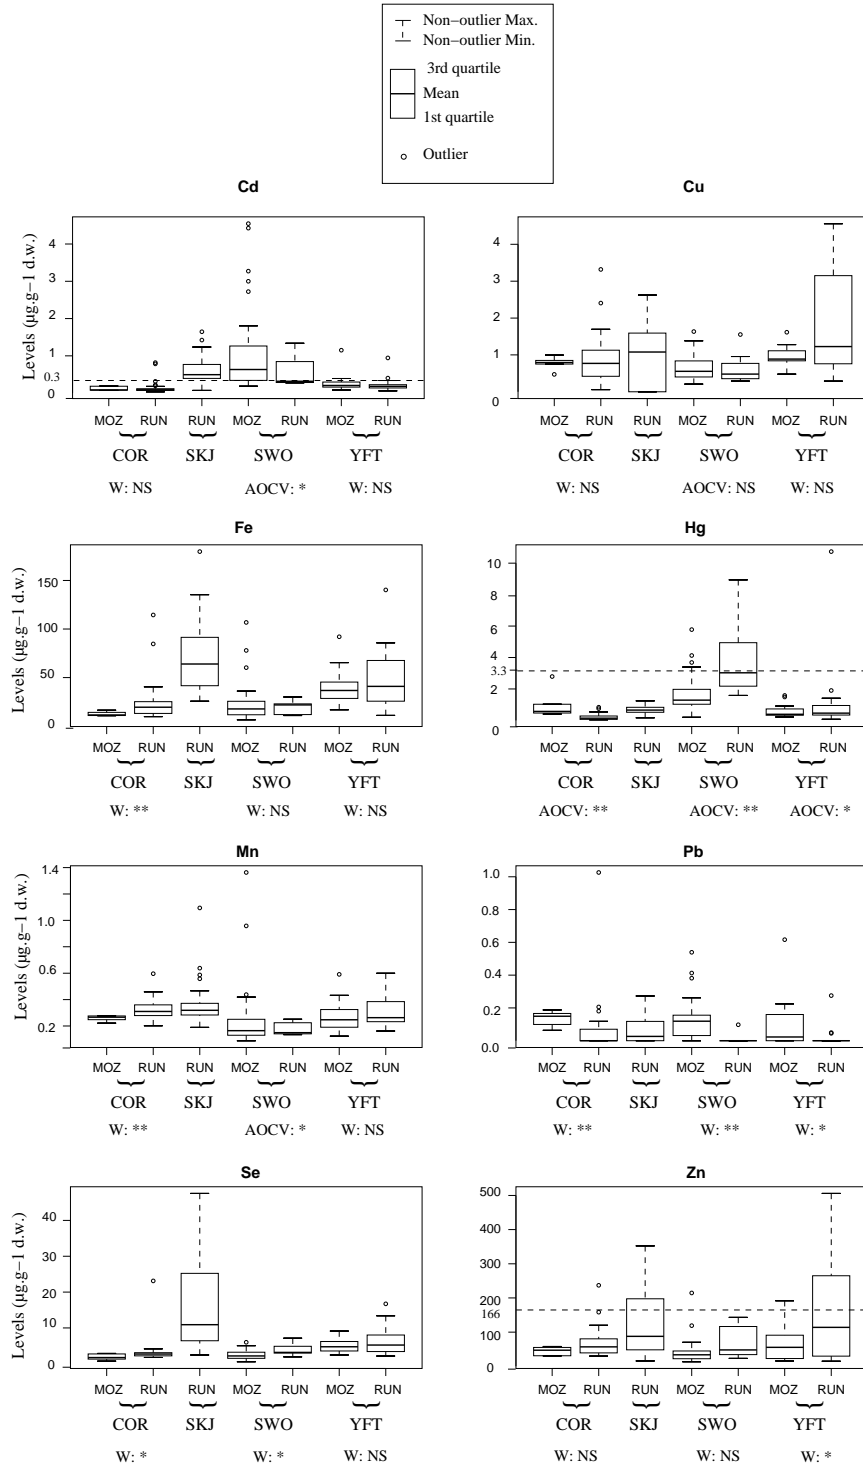 Non−outlier Max.
Non−outlier Min.
3rd quartile
Mean
1st quartile
Outlier
Cd
Levels (µg.g−1 d.w.)
4
3
2
1
0.3
0
MOZ RUN RUN MOZ RUN MOZ RUN
COR SKJ SWO YFT
W: NS AOCV: * W: NS
Cu
4
3
2
1
0
MOZ RUN RUN MOZ RUN MOZ RUN
COR SKJ SWO YFT
W: NS AOCV: NS W: NS
Fe
Levels (µg.g−1 d.w.)
150
100
50
0
MOZ RUN RUN MOZ RUN MOZ RUN
COR SKJ SWO YFT
W: ** W: NS W: NS
Hg
10
8
6
4
3.3
2
0
MOZ RUN RUN MOZ RUN MOZ RUN
COR SKJ SWO YFT
AOCV: ** AOCV: ** AOCV: *
Mn
Levels (µg.g−1 d.w.)
1.4
1.0
0.6
0.2
MOZ RUN RUN MOZ RUN MOZ RUN
COR SKJ SWO YFT
W: ** AOCV: * W: NS
Pb
1.0
0.8
0.6
0.4
0.2
0.0
MOZ RUN RUN MOZ RUN MOZ RUN
COR SKJ SWO YFT
W: ** W: ** W: *
Se
Levels (µg.g−1 d.w.)
40
30
20
10
0
MOZ RUN RUN MOZ RUN MOZ RUN
COR SKJ SWO YFT
W: * W: * W: NS
Zn
500
400
300
200
166
100
0
MOZ RUN RUN MOZ RUN MOZ RUN
COR SKJ SWO YFT
W: NS W: NS W: *